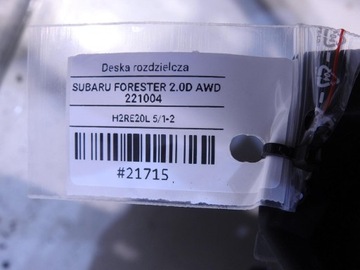 Deska rozdzielcza
SUBARU FORESTER 2.0D AWD
221004
H2RE20L 5/1-2
#21715